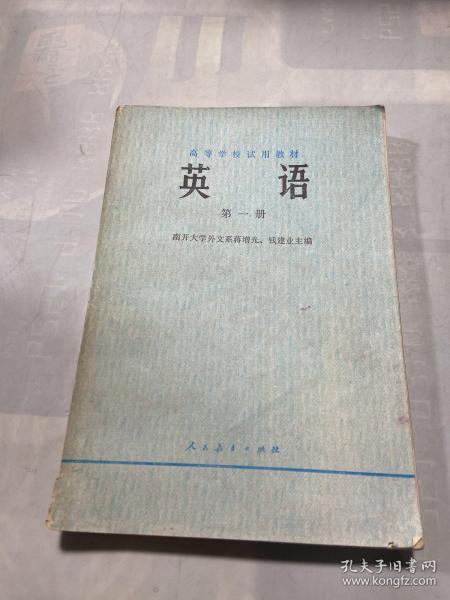 高等学校试用教材
英语
第一册
南开大学外文系蒋增光、钱建业主编
人民教育出版社
孔夫子旧书网
www.kongfz.com